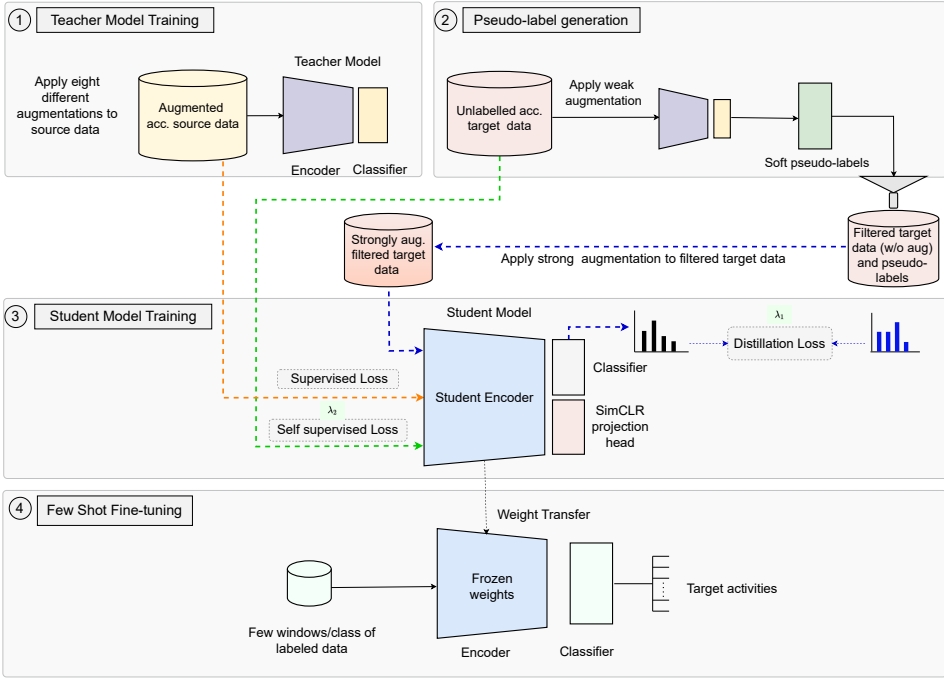 1
Teacher Model Training
Apply eight
different
augmentations to
source data
Augmented
acc. source data
Teacher Model
Encoder
Classifier
2
Pseudo-label generation
Unlabelled acc.
target data
Apply weak
augmentation
Soft pseudo-labels
Filtered target
data (w/o aug)
and pseudo-
labels
Apply strong augmentation to filtered target data
Strongly aug.
filtered target
data
3
Student Model Training
Student Model
Student Encoder
Supervised Loss
λ₂
Self supervised Loss
Classifier
SimCLR
projection
head
λ₁
Distillation Loss
4
Few Shot Fine-tuning
Weight Transfer
Few windows/class of
labeled data
Frozen
weights
Encoder
Classifier
Target activities